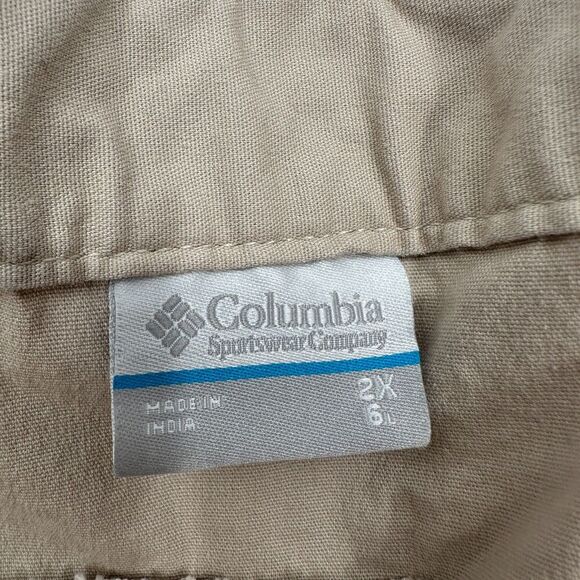 Columbia
Sportswear Company
2X
MADE IN
6L
INDIA